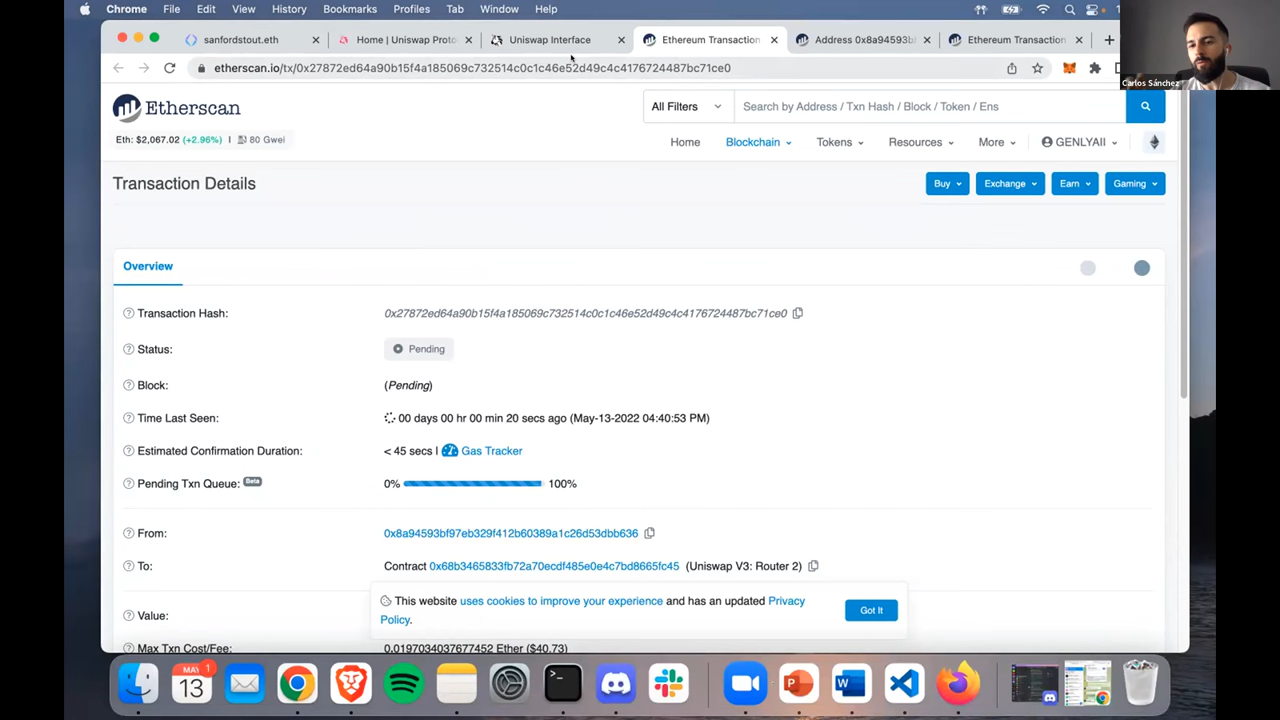 Chrome File Edit View History Bookmarks Profiles Tab Window Help
sanfordstout.eth
Home | Uniswap Proto
Uniswap Interface
Ethereum Transaction
Address 0x8a94593b
Ethereum Transaction
etherscan.io/tx/0x27872ed64a90b15f4a185069c732514c0c1c46e52d49c4c4176724487bc71ce0
Carlos Sánchez
Etherscan
All Filters
Search by Address / Txn Hash / Block / Token / Ens
Eth: $2,067.02 (+2.96%) | 80 Gwei
Home Blockchain Tokens Resources More GENLYAII
Transaction Details
Buy Exchange Earn Gaming
Overview
Transaction Hash: 0x27872ed64a90b15f4a185069c732514c0c1c46e52d49c4c4176724487bc71ce0
Status: Pending
Block: (Pending)
Time Last Seen: 00 days 00 hr 00 min 20 secs ago (May-13-2022 04:40:53 PM)
Estimated Confirmation Duration: < 45 secs | Gas Tracker
Pending Txn Queue: Beta 0% 100%
From: 0x8a94593bf97eb329f412b60389a1c26d53dbb636
To: Contract 0x68b3465833fb72a70ecdf485e0e4c7bd8665fc45 (Uniswap V3: Router 2)
This website uses cookies to improve your experience and has an updated Privacy
Policy.
Got It
Value:
Max Txn Cost/Fee: 0.0197034037677452 Ether ($40.73)
MAY 1
13